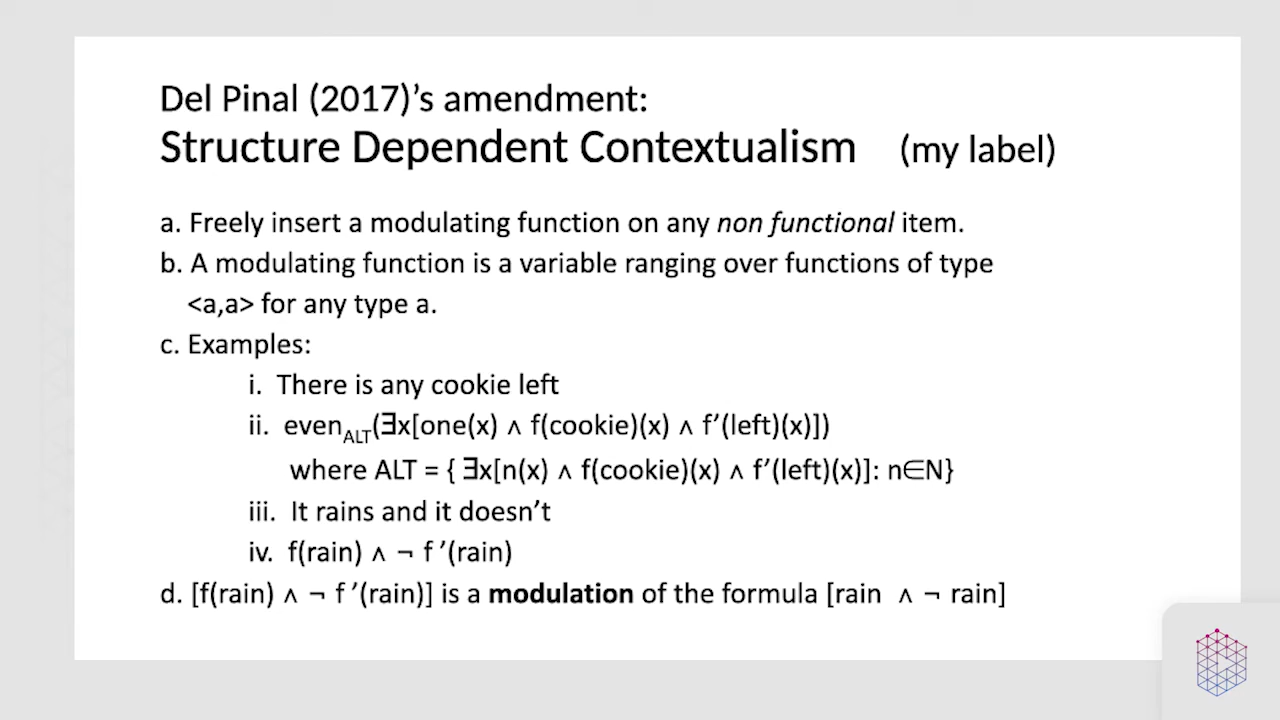 Del Pinal (2017)’s amendment:
Structure Dependent Contextualism (my label)
a. Freely insert a modulating function on any non functional item.
b. A modulating function is a variable ranging over functions of type
<a,a> for any type a.
c. Examples:
i. There is any cookie left
ii. evenALT(∃x[one(x) ∧ f(cookie)(x) ∧ f’(left)(x)])
where ALT = { ∃x[n(x) ∧ f(cookie)(x) ∧ f’(left)(x)]: n∈N}
iii. It rains and it doesn’t
iv. f(rain) ∧ ¬ f ’(rain)
d. [f(rain) ∧ ¬ f ’(rain)] is a modulation of the formula [rain ∧ ¬ rain]